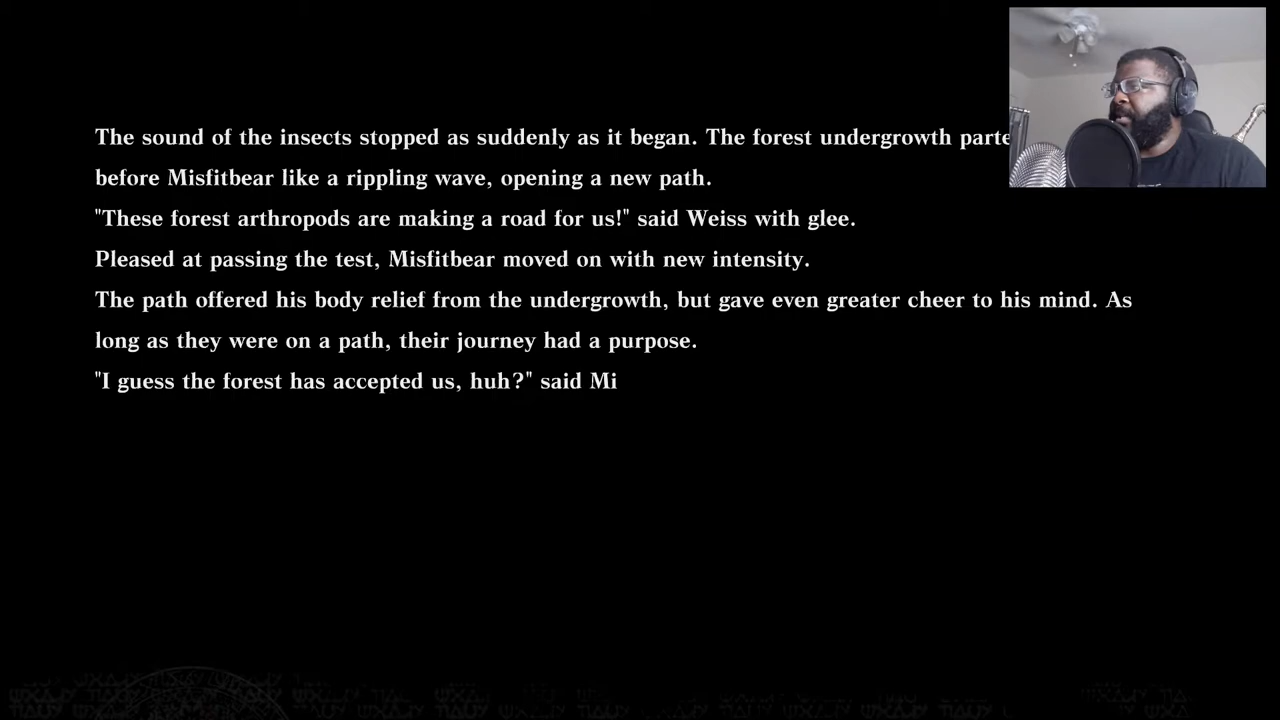 The sound of the insects stopped as suddenly as it began. The forest undergrowth parte
before Misfitbear like a rippling wave, opening a new path.
"These forest arthropods are making a road for us!" said Weiss with glee.
Pleased at passing the test, Misfitbear moved on with new intensity.
The path offered his body relief from the undergrowth, but gave even greater cheer to his mind. As
long as they were on a path, their journey had a purpose.
"I guess the forest has accepted us, huh?" said Mi